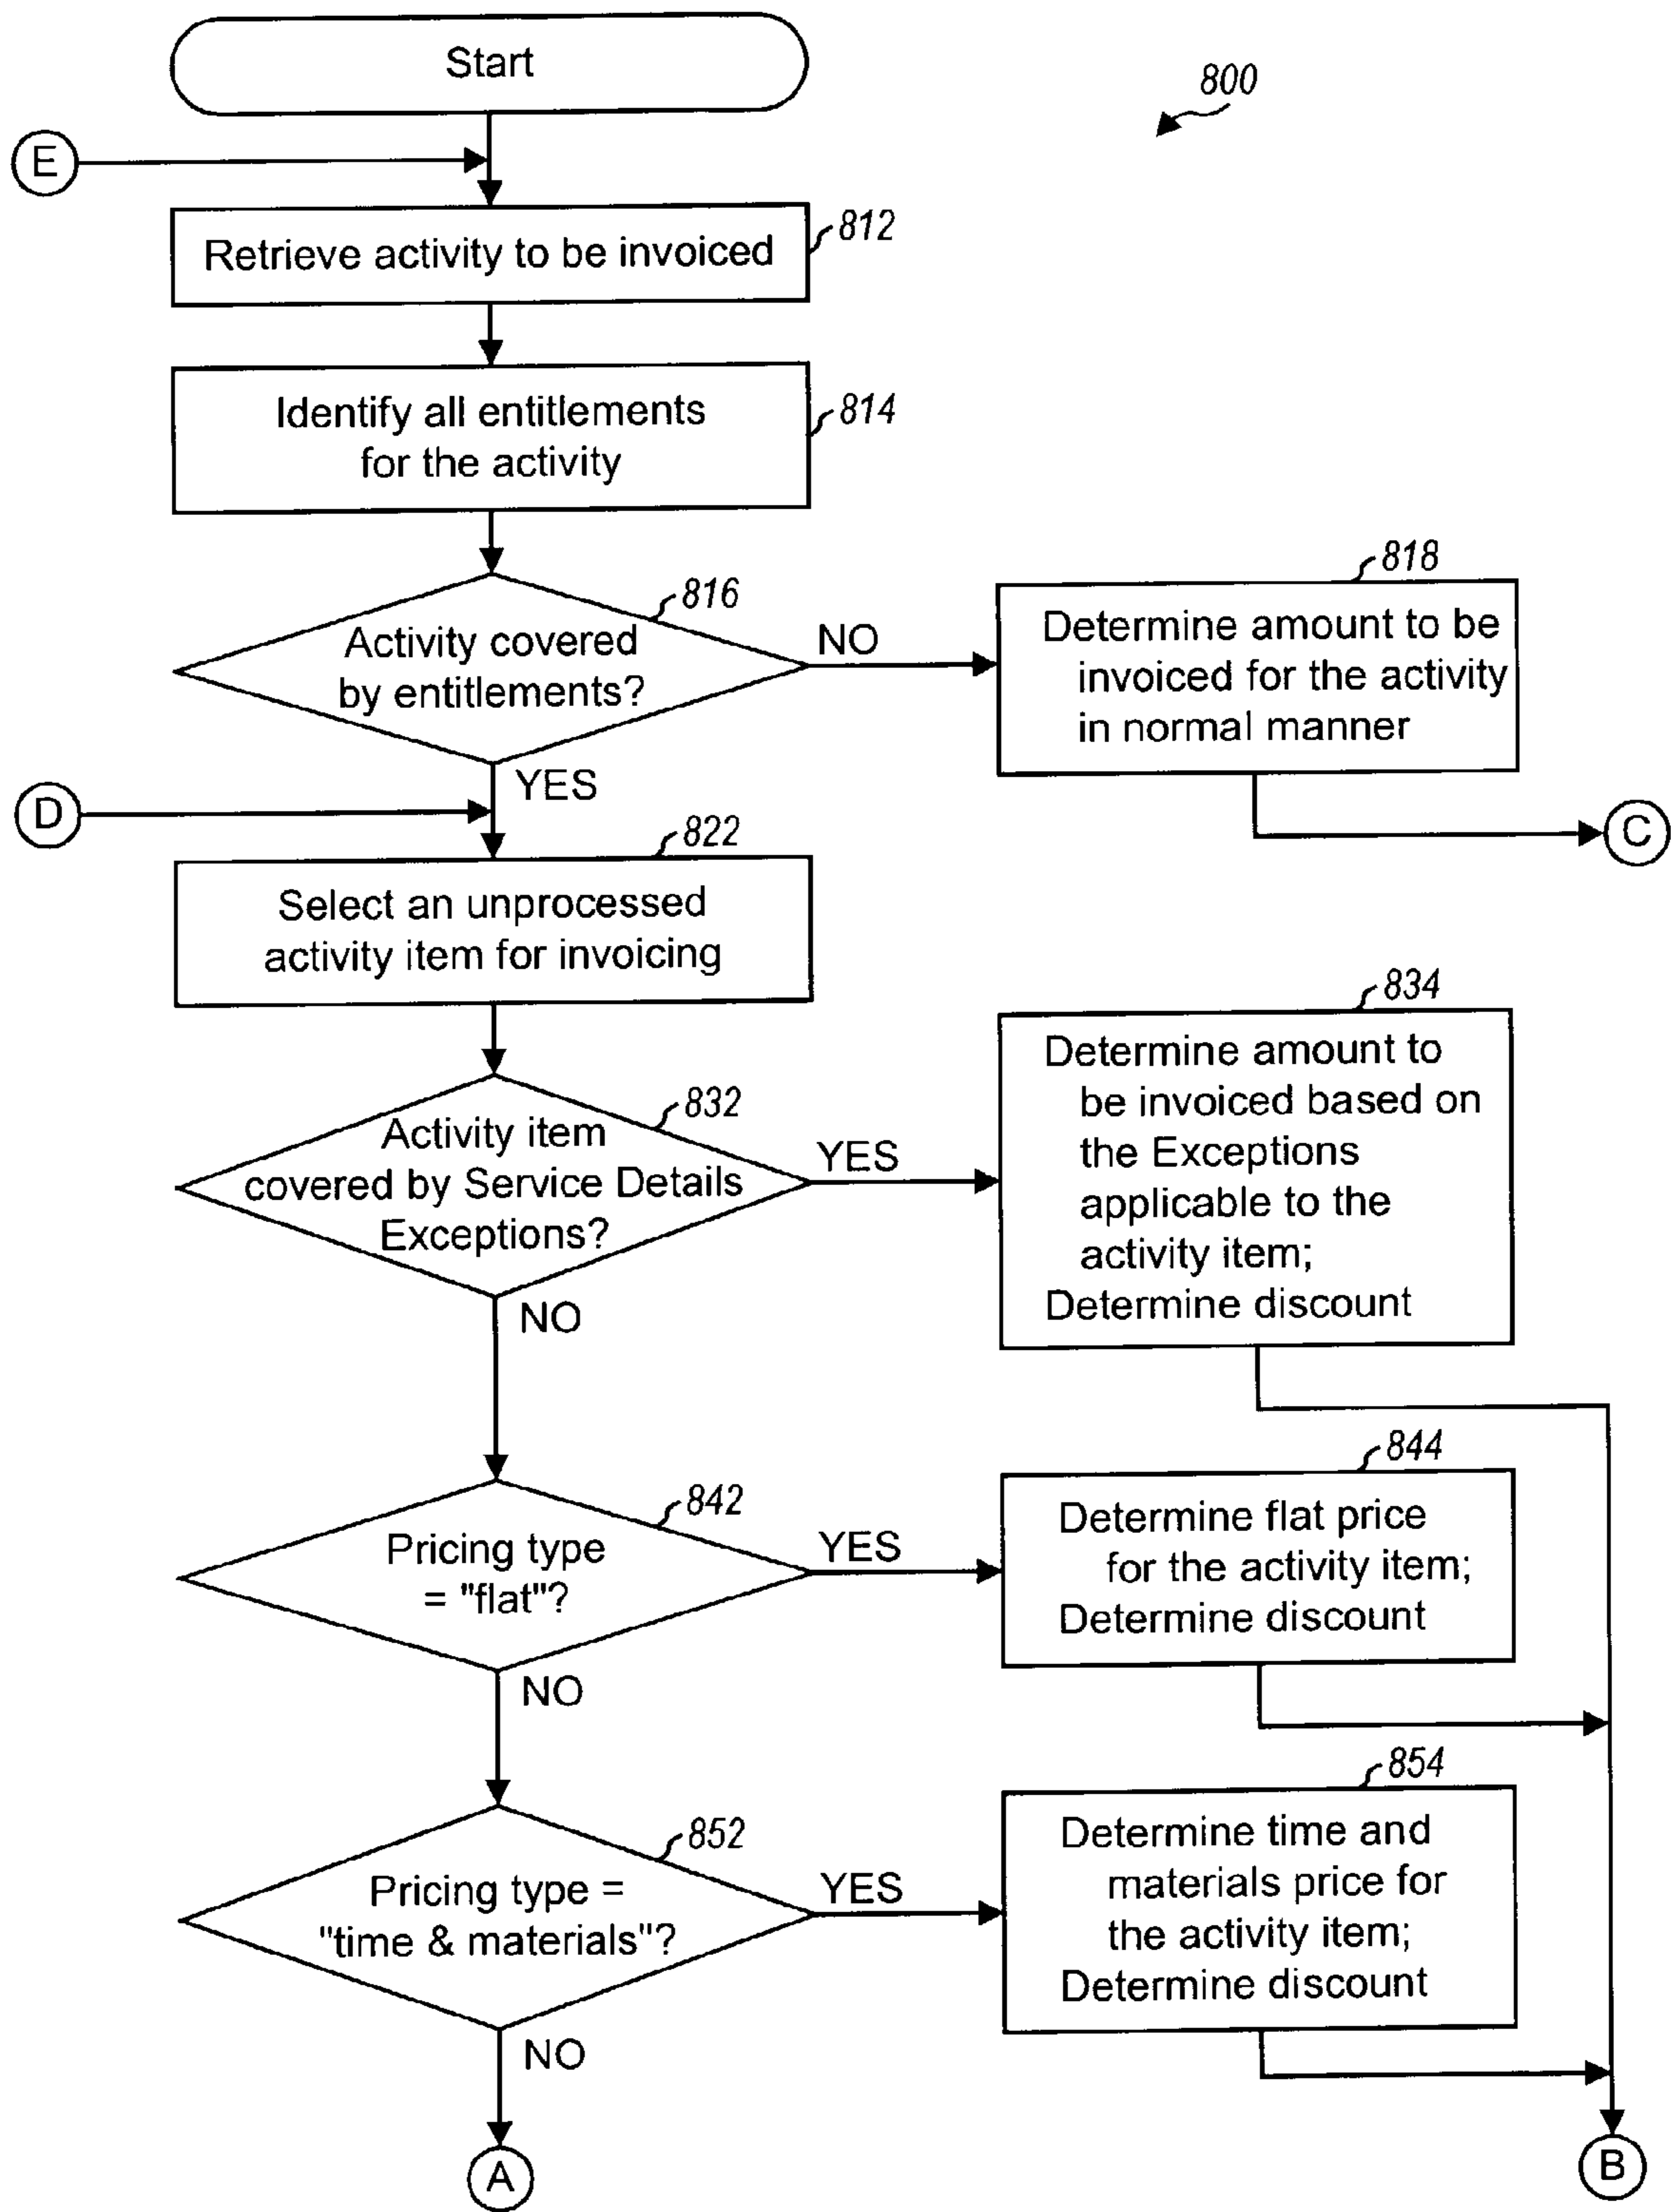 Start
800
E
Retrieve activity to be invoiced
812
Identify all entitlements
for the activity
814
816
Activity covered
by entitlements?
NO
818
Determine amount to be
invoiced for the activity
in normal manner
YES
D
C
822
Select an unprocessed
activity item for invoicing
832
Activity item
covered by Service Details
Exceptions?
YES
834
Determine amount to
be invoiced based on
the Exceptions
applicable to the
activity item;
Determine discount
NO
842
Pricing type
= "flat"?
YES
844
Determine flat price
for the activity item;
Determine discount
NO
852
Pricing type =
"time & materials"?
YES
854
Determine time and
materials price for
the activity item;
Determine discount
NO
A
B